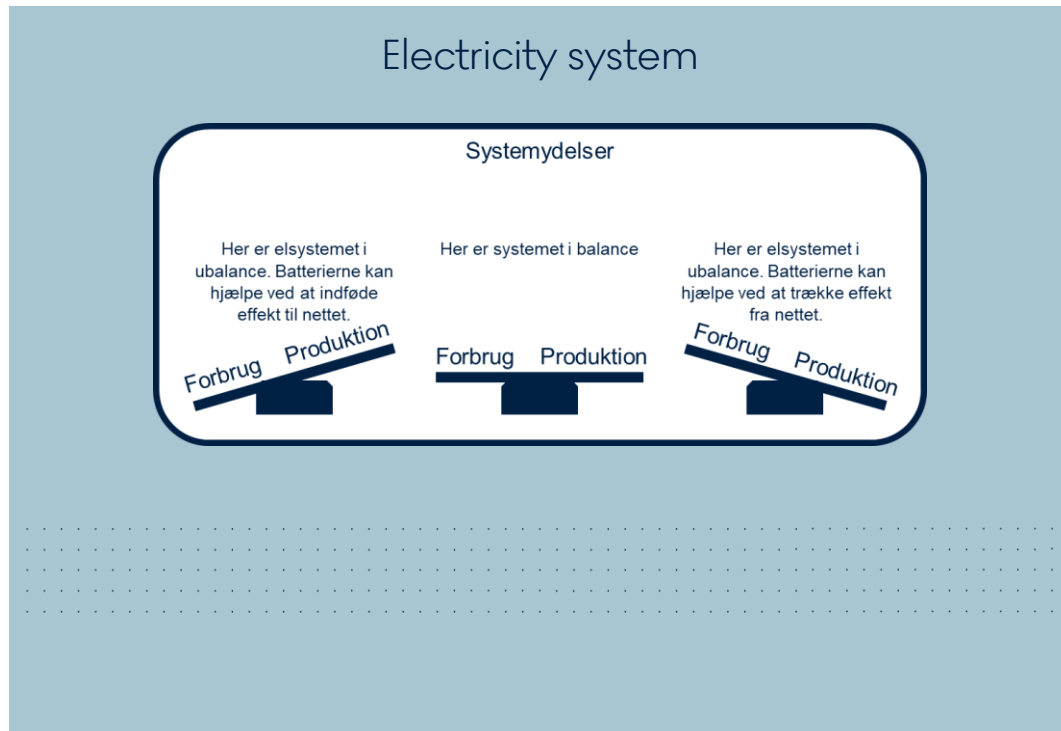 Electricity system
Systemydelser
Her er elsystemet i
ubalance. Batterierne kan
hjælpe ved at indføde
effekt til nettet.
Forbrug Produktion
Her er systemet i balance
Forbrug Produktion
Her er elsystemet i
ubalance. Batterierne kan
hjælpe ved at trække effekt
fra nettet.
Forbrug Produktion